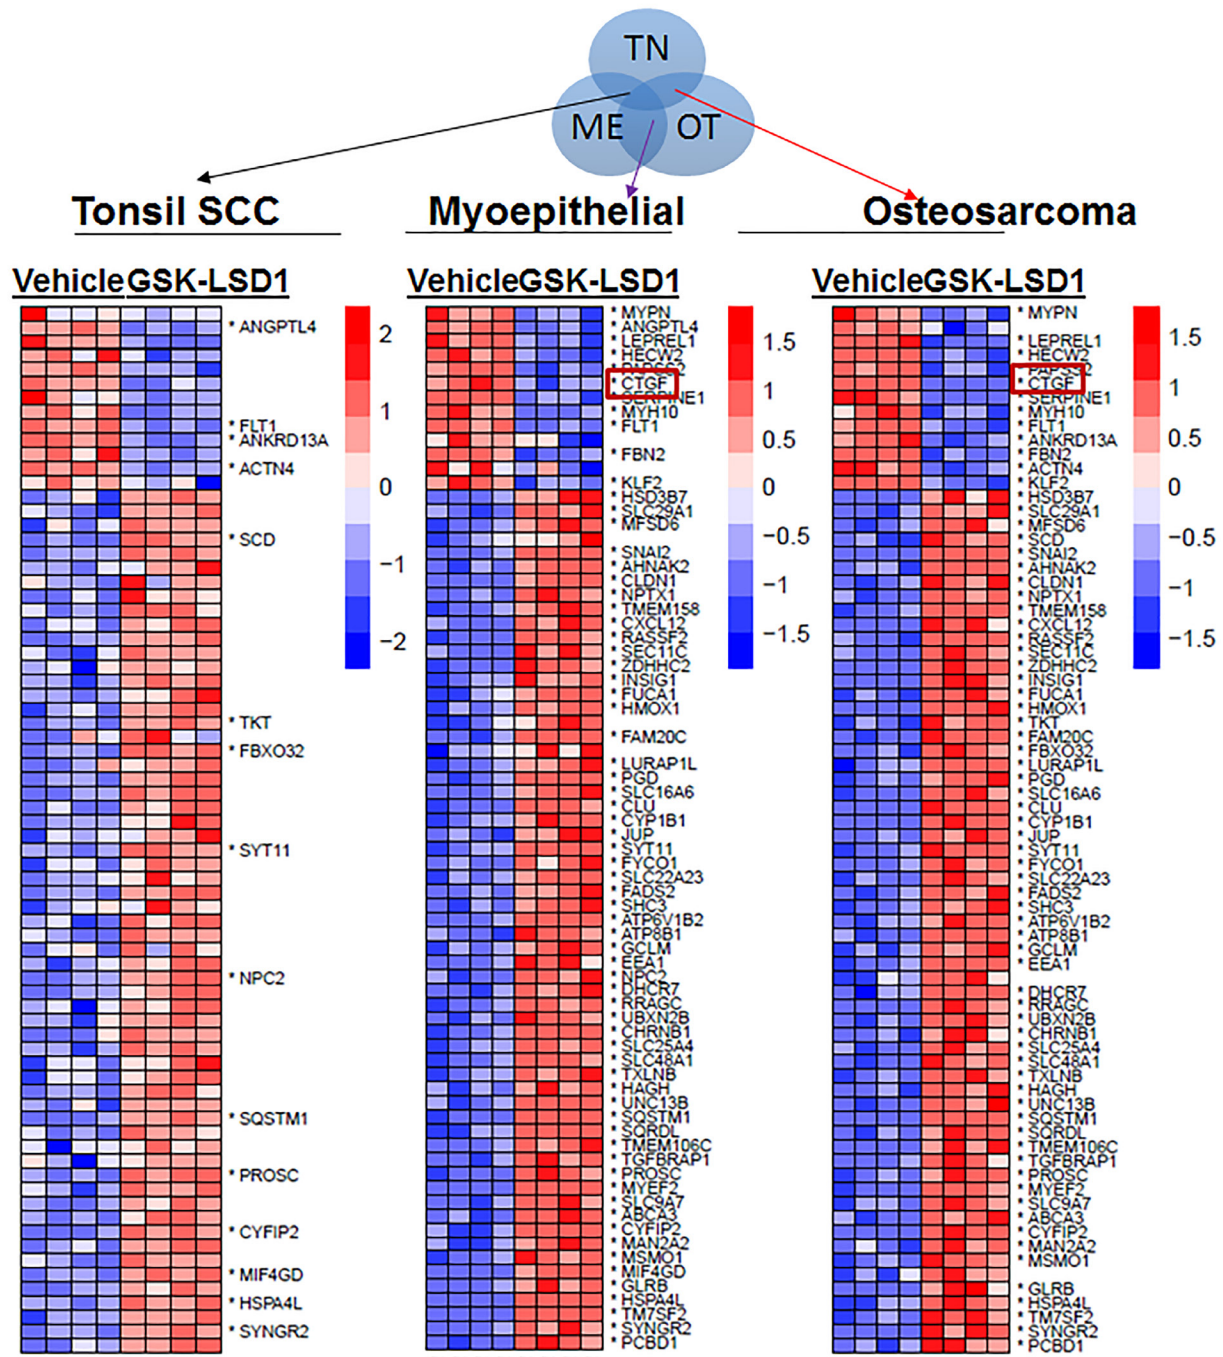 TN
ME OT
Tonsil SCC
Myoepithelial
Osteosarcoma
Vehicle GSK-LSD1
* ANGPTL4
* FLT1
* ANKRD13A
* ACTN4
* SCD
* TKT
* FBXO32
* SYT11
* NPC2
* SQSTM1
* PROSC
* CYFIP2
* MIF4GD
* HSPA4L
* SYNGR2
2
1
0
−1
−2
Vehicle GSK-LSD1
* MYPN
* ANGPTL4
* LEPREL1
* HECW2
* PAPSS2
* CTGF
* SERPINE1
* MYH10
* FLT1
* FBN2
* KLF2
* HSD3B7
* SLC29A1
* MFSD6
* SNAI2
* AHNAK2
* CLDN1
* NPTX1
* TMEM158
* CXCL12
* RASSF2
* SEC11C
* ZDHHC2
* INSIG1
* FUCA1
* HMOX1
* FAM20C
* LURAP1L
* PGD
* SLC16A6
* CLU
* CYP1B1
* JUP
* SYT11
* FYCO1
* SLC22A23
* FADS2
* SHC3
* ATP6V1B2
* ATP8B1
* GCLM
* EEA1
* NPC2
* DHCR7
* RRAGC
* UBXN2B
* CHRNB1
* SLC25A4
* SLC48A1
* TXLNB
* HAGH
* UNC13B
* SQSTM1
* SQRDL
* TMEM106C
* TGFBRAP1
* PROSC
* MYEF2
* SLC9A7
* ABCA3
* CYFIP2
* MAN2A2
* MSMO1
* MIF4GD
* GLRB
* HSPA4L
* TM7SF2
* SYNGR2
* PCBD1
1.5
1
0.5
0
−0.5
−1
−1.5
Vehicle GSK-LSD1
* MYPN
* LEPREL1
* HECW2
* PAPSS2
* CTGF
* SERPINE1
* MYH10
* FLT1
* ANKRD13A
* FBN2
* ACTN4
* KLF2
* HSD3B7
* SLC29A1
* MFSD6
* SCD
* SNAI2
* AHNAK2
* CLDN1
* NPTX1
* TMEM158
* CXCL12
* RASSF2
* SEC11C
* ZDHHC2
* INSIG1
* FUCA1
* HMOX1
* TKT
* FAM20C
* FBXO32
* LURAP1L
* PGD
* SLC16A6
* CLU
* CYP1B1
* JUP
* SYT11
* FYCO1
* SLC22A23
* FADS2
* SHC3
* ATP6V1B2
* ATP8B1
* GCLM
* EEA1
* DHCR7
* RRAGC
* UBXN2B
* CHRNB1
* SLC25A4
* SLC48A1
* TXLNB
* HAGH
* UNC13B
* SQSTM1
* SQRDL
* TMEM106C
* TGFBRAP1
* PROSC
* MYEF2
* SLC9A7
* ABCA3
* CYFIP2
* MAN2A2
* MSMO1
* GLRB
* HSPA4L
* TM7SF2
* SYNGR2
* PCBD1
1.5
1
0.5
0
−0.5
−1
−1.5